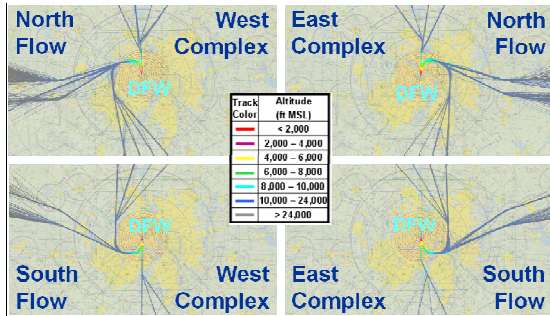 North
Flow
West
Complex
DFW
East
Complex
North
Flow
DFW
Track
Color
Altitude
(ft MSL)
< 2,000
2,000 – 4,000
4,000 – 6,000
6,000 – 8,000
8,000 – 10,000
10,000 – 24,000
> 24,000
DFW
South
Flow
West
Complex
DFW
East
Complex
South
Flow